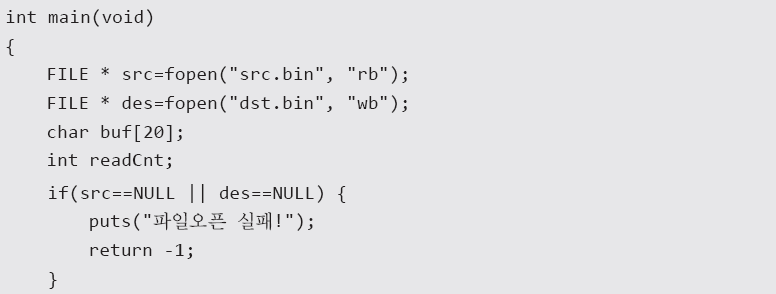 int main(void)
{
    FILE * src=fopen("src.bin", "rb");
    FILE * des=fopen("dst.bin", "wb");
    char buf[20];
    int readCnt;
    if(src==NULL || des==NULL) {
        puts("파일오픈 실패!");
        return -1;
    }